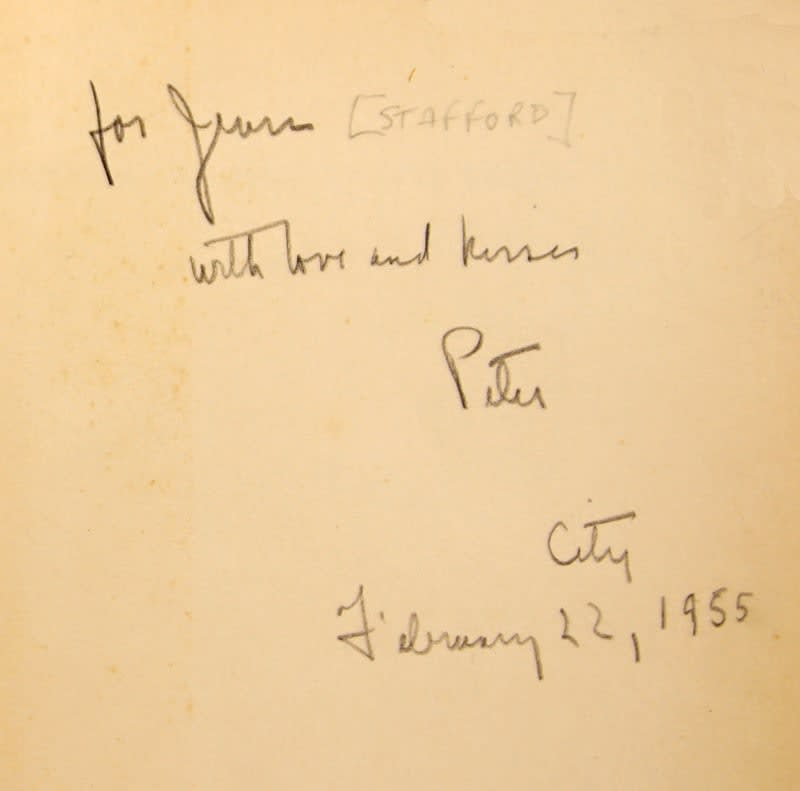 for Jean [STAFFORD]
with love and kisses
Peter
City
February 22, 1955